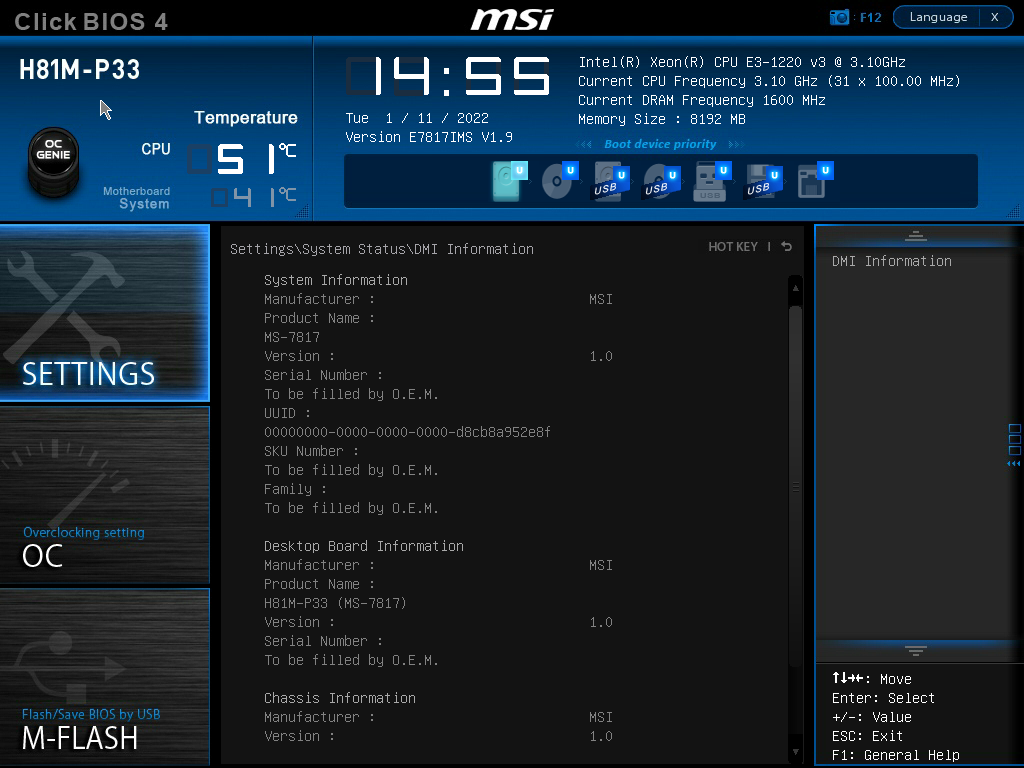 Click BIOS 4
msi
: F12
Language X
H81M-P33
OC
GENIE
Temperature
CPU 51°C
Motherboard
System 41°C
14:55
Tue 1 / 11 / 2022
Version E7817IMS V1.9
Intel(R) Xeon(R) CPU E3-1220 v3 @ 3.10GHz
Current CPU Frequency 3.10 GHz (31 x 100.00 MHz)
Current DRAM Frequency 1600 MHz
Memory Size : 8192 MB
Boot device priority
U U U U U U U
USB USB USB USB
SETTINGS
Overclocking setting
OC
Flash/Save BIOS by USB
M-FLASH
Settings\System Status\DMI Information
HOT KEY |
System Information
Manufacturer : MSI
Product Name :
MS-7817
Version : 1.0
Serial Number :
To be filled by O.E.M.
UUID :
00000000-0000-0000-0000-d8cb8a952e8f
SKU Number :
To be filled by O.E.M.
Family :
To be filled by O.E.M.
Desktop Board Information
Manufacturer : MSI
Product Name :
H81M-P33 (MS-7817)
Version : 1.0
Serial Number :
To be filled by O.E.M.
Chassis Information
Manufacturer : MSI
Version : 1.0
DMI Information
↑↓→←: Move
Enter: Select
+/-: Value
ESC: Exit
F1: General Help